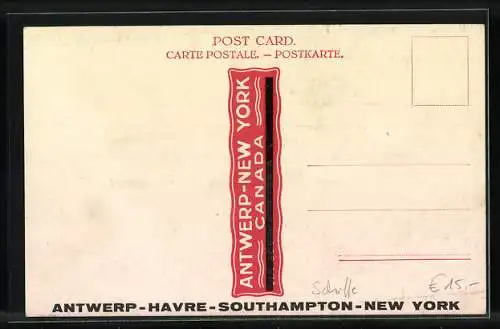 POST CARD.
CARTE POSTALE. – POSTKARTE.
ANTWERP-NEW YORK
CANADA
Schiffe
€ 15,-
ANTWERP-HAVRE-SOUTHAMPTON-NEW YORK